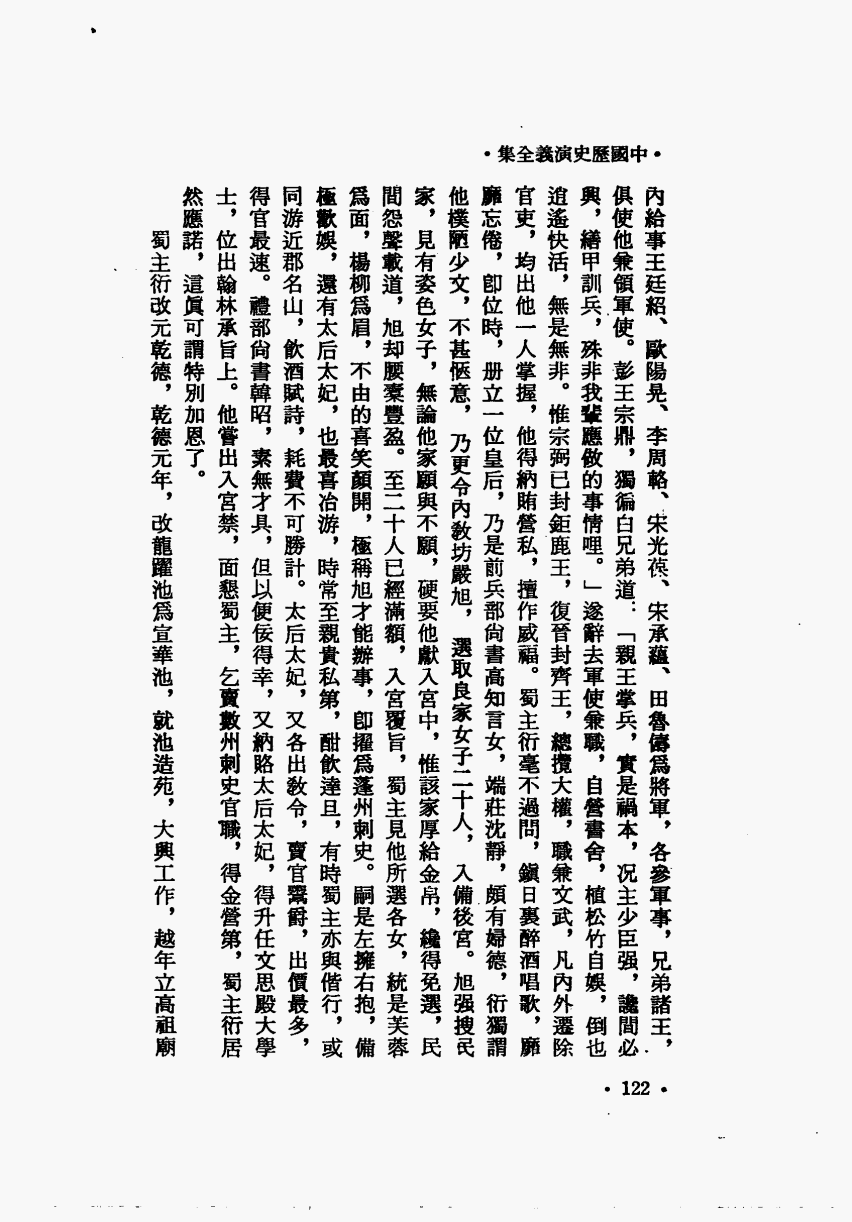 •中國歷史演義全集•
內給事王廷紹、歐陽晃、李周輅、宋光葆、宋承蘊、田魯儔爲將軍，各參軍事，兄弟諸王，
俱使他兼領軍使。彭王宗鼎，獨徧白兄弟道：「親王掌兵，實是禍本，况主少臣强，讒間必
興，繕甲訓兵，殊非我輩應做的事情哩。」遂辭去軍使兼職，自營書舍，植松竹自娛，倒也
逍遙快活，無是無非。惟宗弼已封鉅鹿王，復晉封齊王，總攬大權，職兼文武，凡內外遷除
官吏，均出他一人掌握，他得納賄營私，擅作威福。蜀主衍毫不過問，鎭日裏醉酒唱歌，靡
靡忘倦，卽位時，册立一位皇后，乃是前兵部尙書高知言女，端莊沈靜，頗有婦德，衍獨謂
他樸陋少文，不甚愜意，乃更令內教坊嚴旭，選取良家女子二十人，入備後宮。旭强搜民
家，見有姿色女子，無論他家願與不願，硬要他獻入宮中，惟該家厚給金帛，纔得免選，民
間怨聲載道，旭却腰橐豐盈。至二十人已經滿額，入宮覆旨，蜀主見他所選各女，統是芙蓉
爲面，楊柳爲眉，不由的喜笑顏開，極稱旭才能辦事，卽擢爲蓬州刺史。嗣是左擁右抱，備
極歡娛，還有太后太妃，也最喜冶游，時常至親貴私第，酣飲達旦，有時蜀主亦與偕行，或
同游近郡名山，飲酒賦詩，耗費不可勝計。太后太妃，又各出敎令，賣官鬻爵，出價最多，
得官最速。禮部尙書韓昭，素無才具，但以便佞得幸，又納賂太后太妃，得升任文思殿大學
士，位出翰林承旨上。他嘗出入宮禁，面懇蜀主，乞賣數州刺史官職，得金營第，蜀主衍居
然應諾，這眞可謂特別加恩了。
蜀主衍改元乾德，乾德元年，改龍躍池爲宣華池，就池造苑，大興工作，越年立高祖廟
•122•